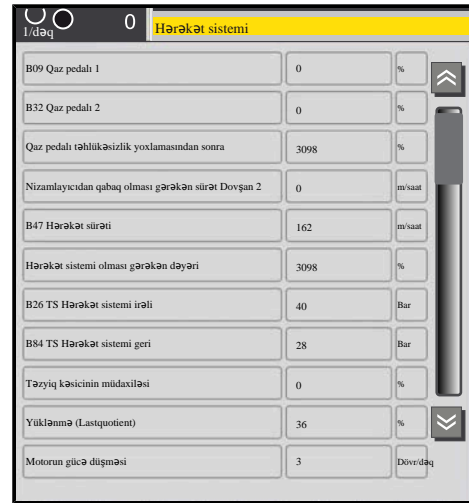 1/dəq 0 Hərəkət sistemi
B09 Qaz pedalı 1 0 %
B32 Qaz pedalı 2 0 %
Qaz pedalı təhlükəsizlik yoxlamasından sonra 3098 %
Nizamlayıcıdan qabaq olması gərəkən sürət Dovşan 2 0 m/saat
B47 Hərəkət sürəti 162 m/saat
Hərəkət sistemi olması gərəkən dəyəri 3098 %
B26 TS Hərəkət sistemi irəli 40 Bar
B84 TS Hərəkət sistemi geri 28 Bar
Təzyiq kəsicinin müdaxiləsi 0 %
Yüklənmə (Lastquotient) 36 %
Motorun gücə düşməsi 3 Dövr/dəq